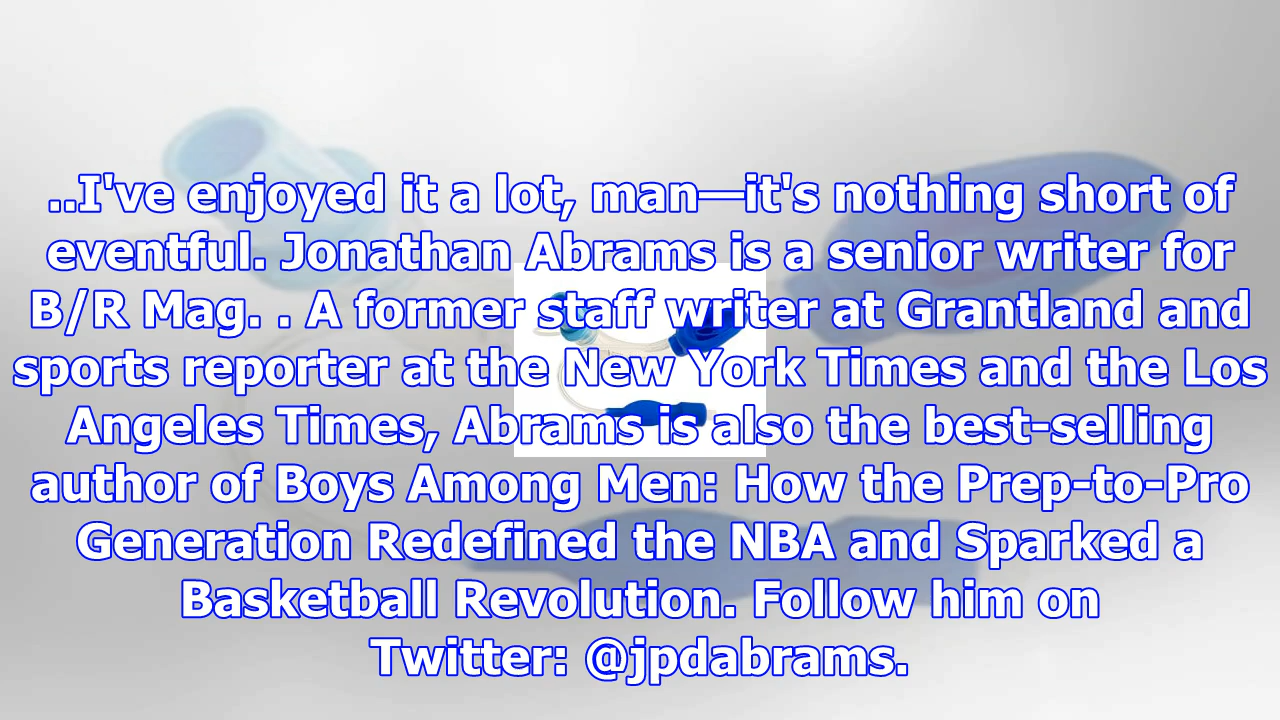 ..I've enjoyed it a lot, man—it's nothing short of
eventful. Jonathan Abrams is a senior writer for
B/R Mag. . A former staff writer at Grantland and
sports reporter at the New York Times and the Los
Angeles Times, Abrams is also the best-selling
author of Boys Among Men: How the Prep-to-Pro
Generation Redefined the NBA and Sparked a
Basketball Revolution. Follow him on
Twitter: @jpdabrams.